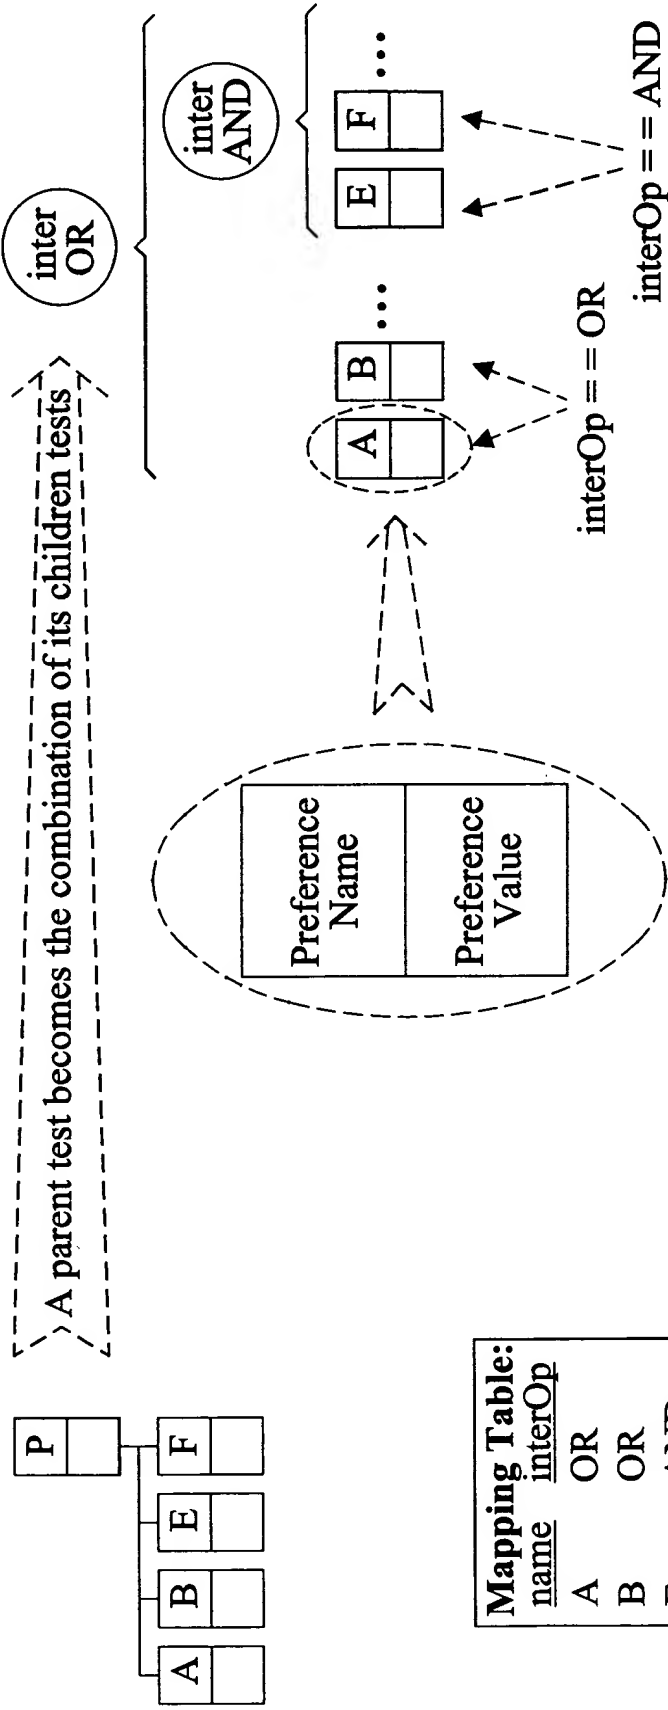 P
A
B
E
F
A parent test becomes the combination of its children tests
inter
OR
inter
AND
Preference
Name
Preference
Value
A
B
...
E
F
...
interOp == OR
interOp == AND
Mapping Table:
name interOp
A OR
B OR